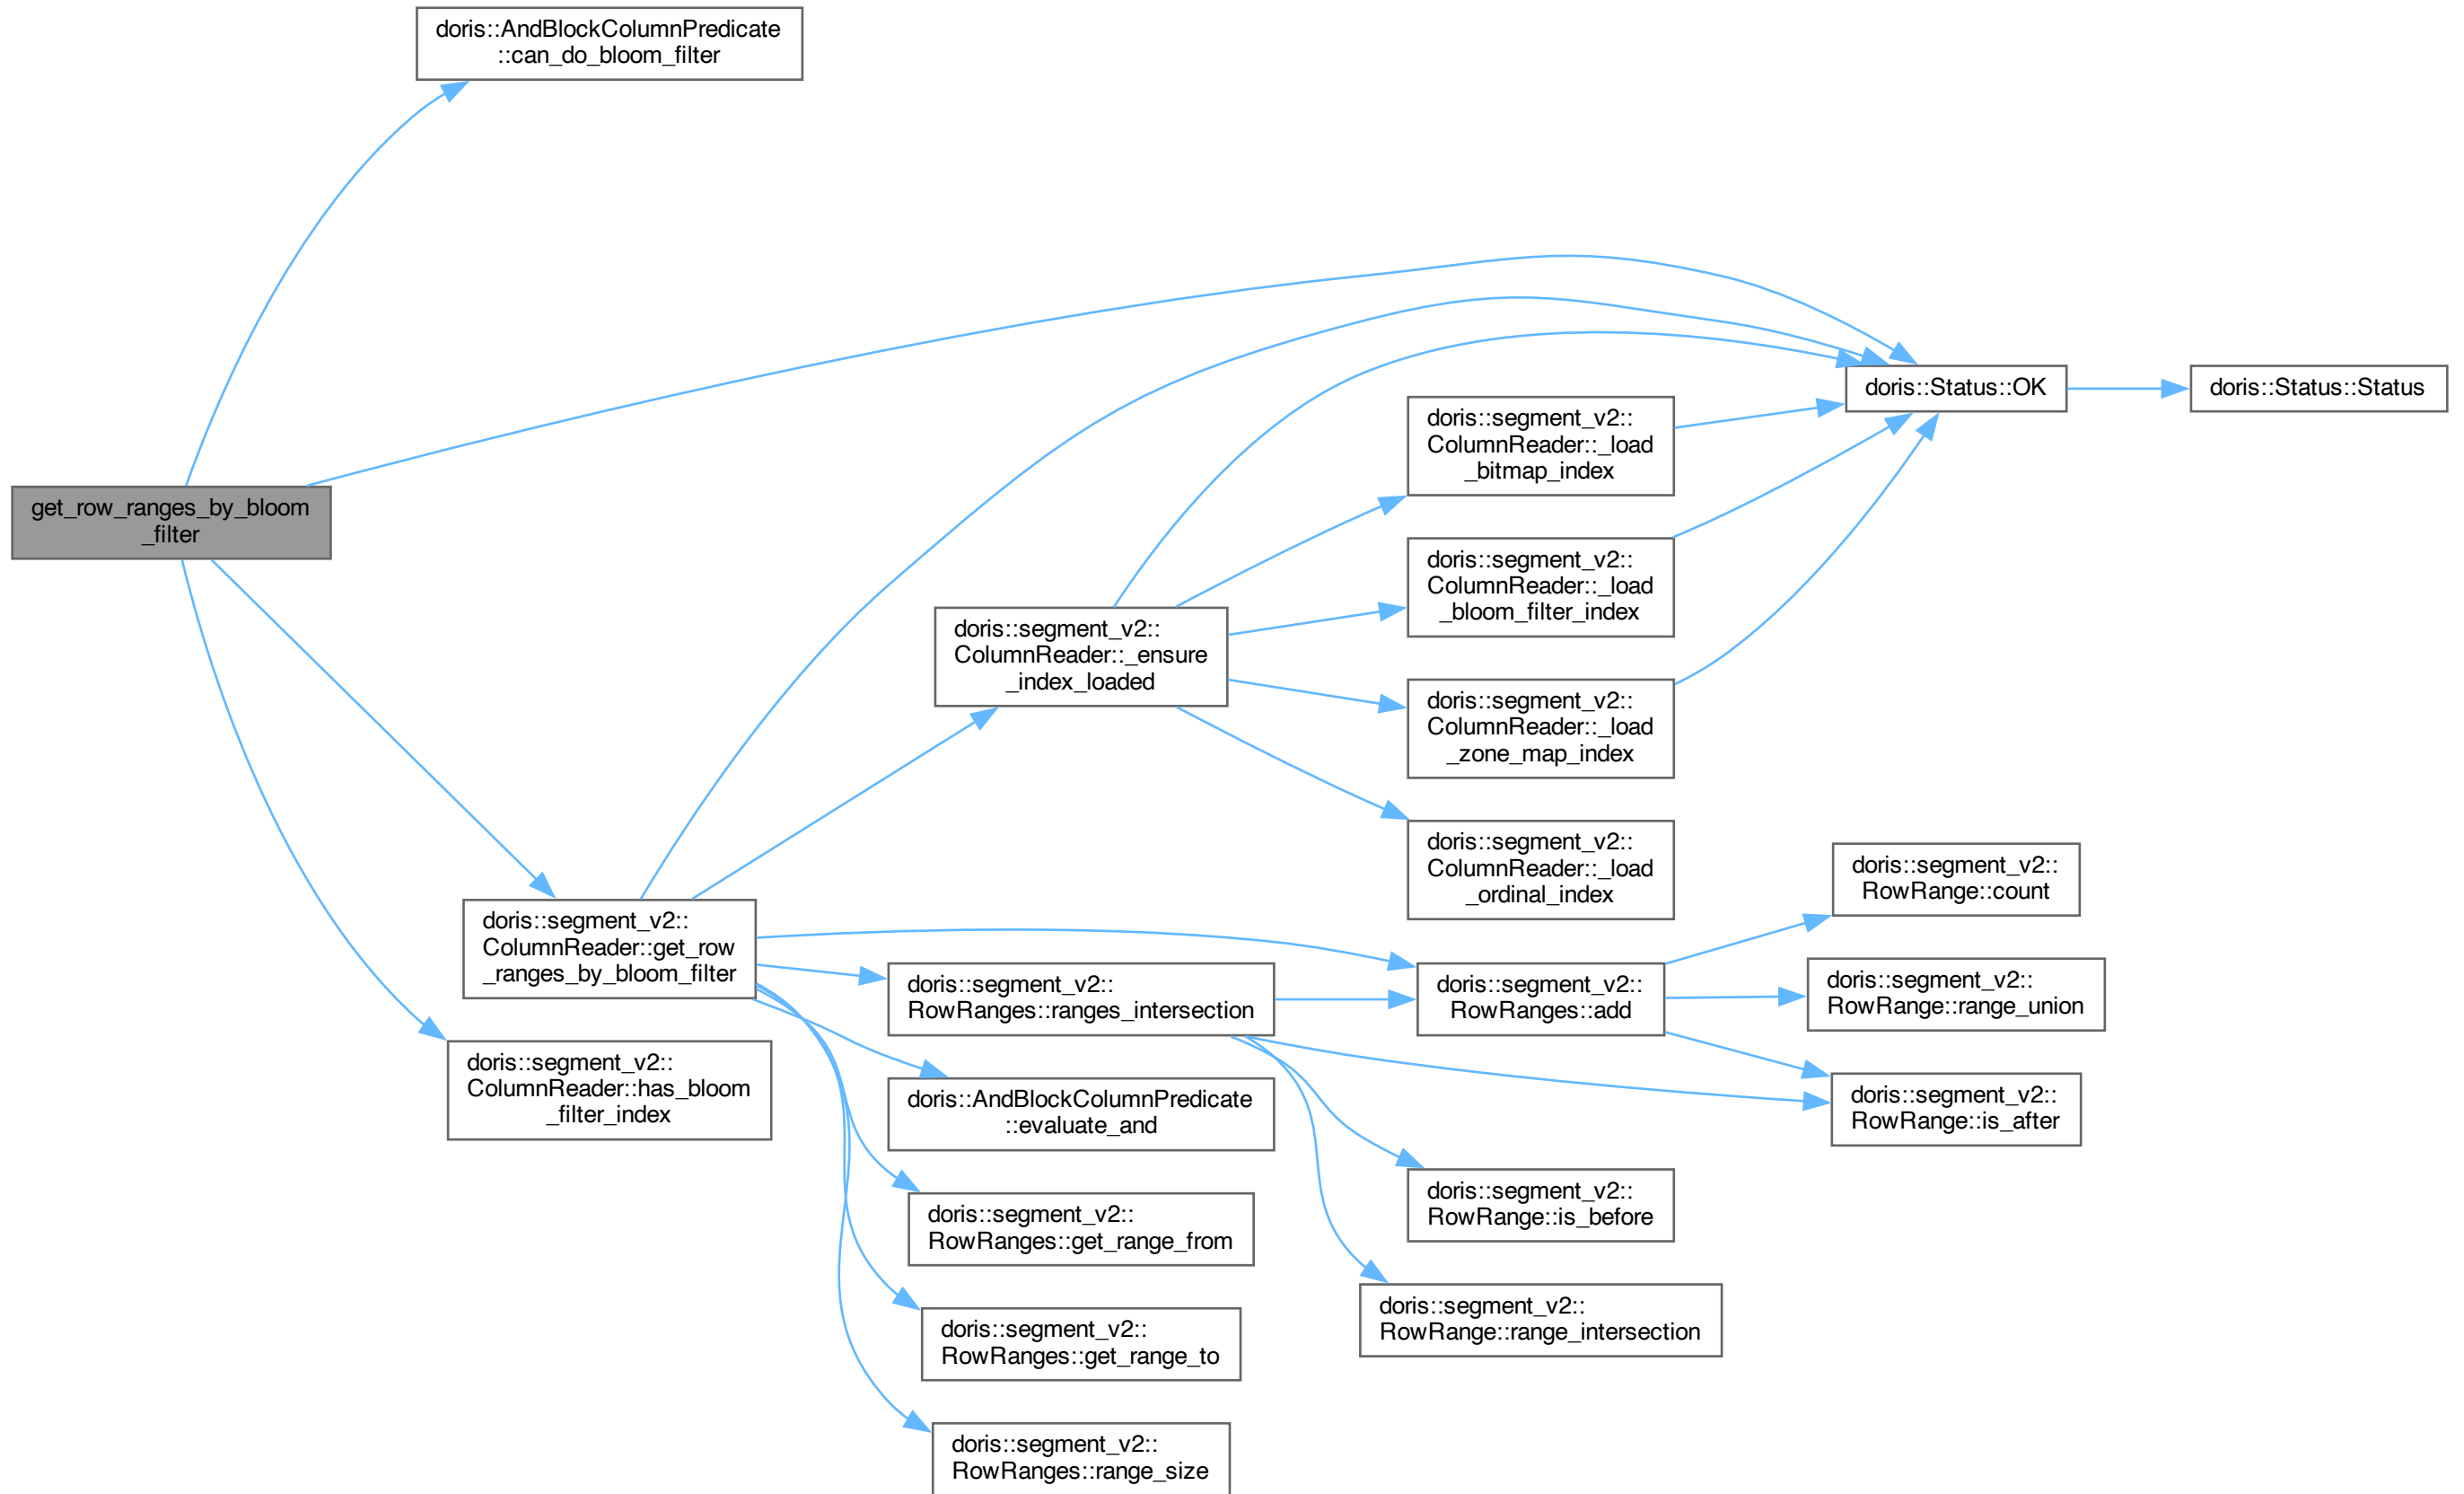 doris::AndBlockColumnPredicate
::can_do_bloom_filter
get_row_ranges_by_bloom
_filter
doris::Status::OK
doris::Status::Status
doris::segment_v2::
ColumnReader::_load
_bitmap_index
doris::segment_v2::
ColumnReader::_load
_bloom_filter_index
doris::segment_v2::
ColumnReader::_ensure
_index_loaded
doris::segment_v2::
ColumnReader::_load
_zone_map_index
doris::segment_v2::
ColumnReader::_load
_ordinal_index
doris::segment_v2::
ColumnReader::get_row
_ranges_by_bloom_filter
doris::segment_v2::
RowRange::count
doris::segment_v2::
RowRanges::ranges_intersection
doris::segment_v2::
RowRanges::add
doris::segment_v2::
RowRange::range_union
doris::segment_v2::
ColumnReader::has_bloom
_filter_index
doris::AndBlockColumnPredicate
::evaluate_and
doris::segment_v2::
RowRange::is_after
doris::segment_v2::
RowRange::is_before
doris::segment_v2::
RowRanges::get_range_from
doris::segment_v2::
RowRange::range_intersection
doris::segment_v2::
RowRanges::get_range_to
doris::segment_v2::
RowRanges::range_size